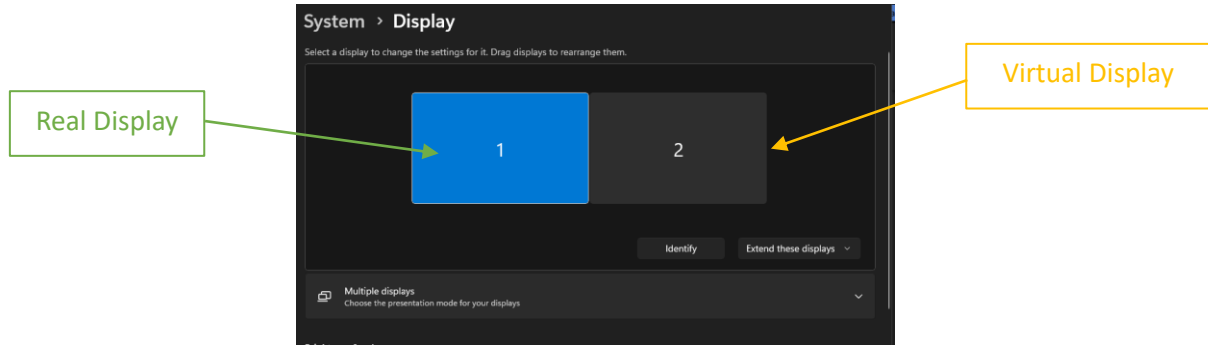 System > Display
Select a display to change the settings for it. Drag displays to rearrange them.
Real Display
Virtual Display
1
2
Identify
Extend these displays
Multiple displays
Choose the presentation mode for your displays